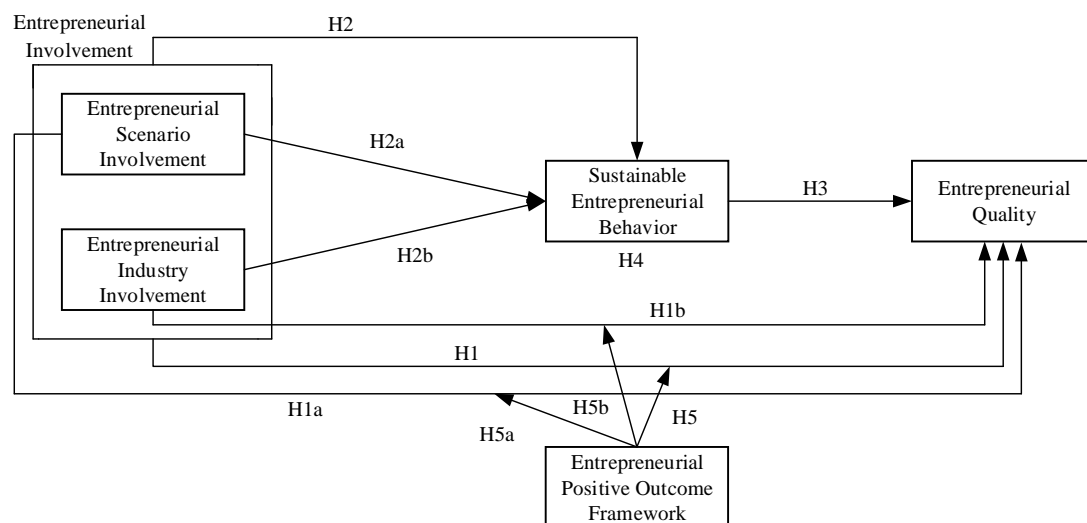 Entrepreneurial
Involvement
H2
Entrepreneurial
Scenario
Involvement
H2a
Sustainable
Entrepreneurial
Behavior
H3
Entrepreneurial
Quality
Entrepreneurial
Industry
Involvement
H2b
H4
H1b
H1
H1a
H5a
H5b
H5
Entrepreneurial
Positive Outcome
Framework